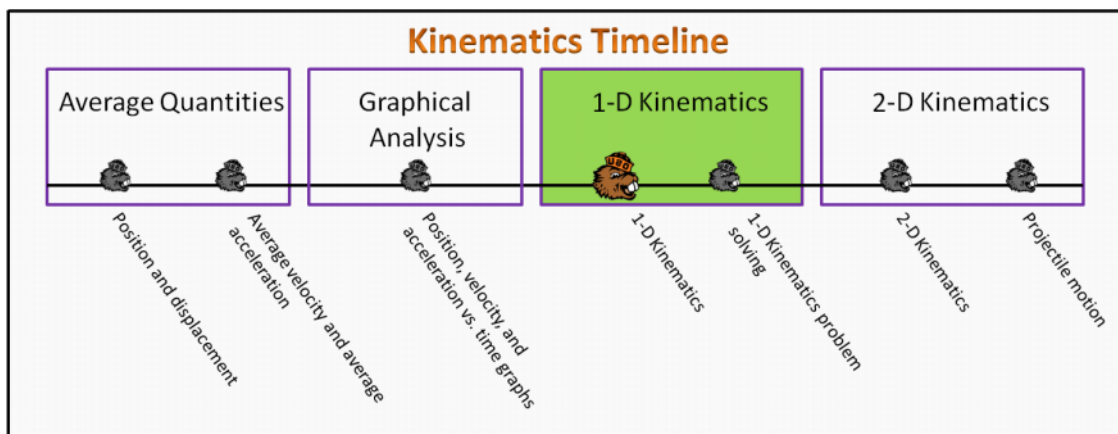 Kinematics Timeline
Average Quantities
Graphical
Analysis
1-D Kinematics
2-D Kinematics
Position and displacement
Average velocity and average
acceleration
Position, velocity, and
acceleration vs. time graphs
1-D Kinematics
1-D Kinematics problem
solving
2-D Kinematics
Projectile motion